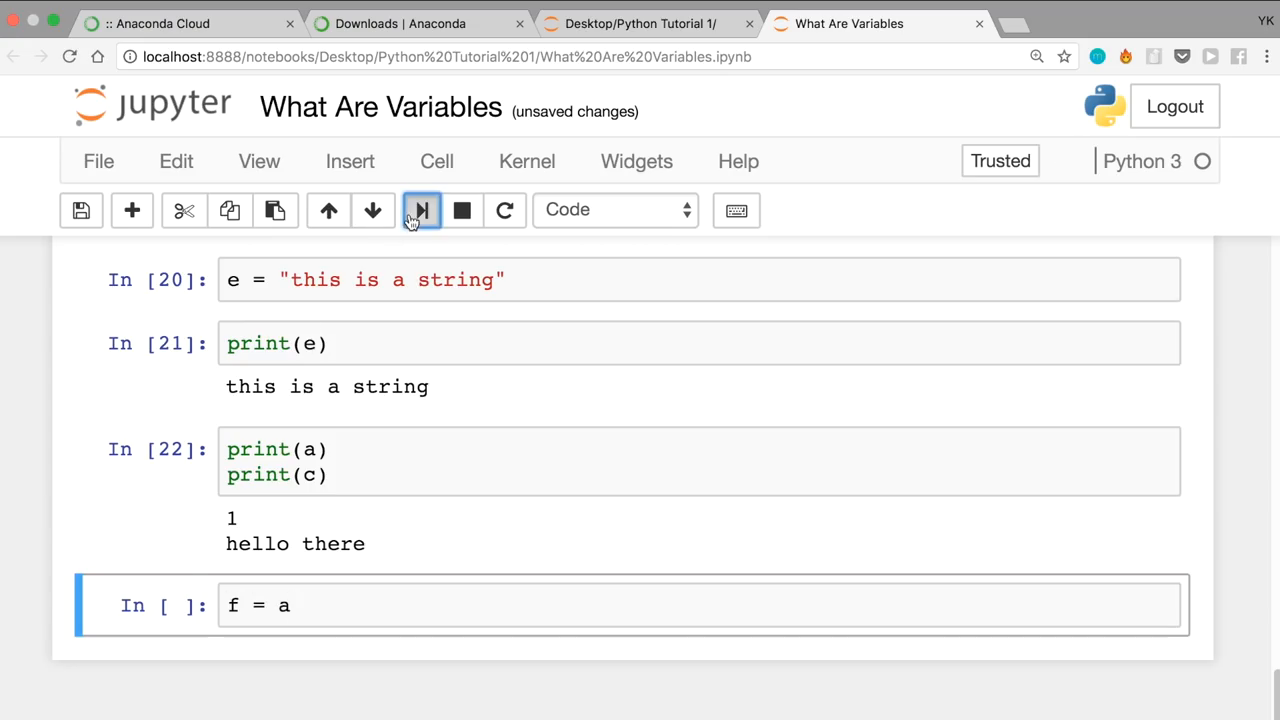 :: Anaconda Cloud
Downloads | Anaconda
Desktop/Python Tutorial 1/
What Are Variables
YK
localhost:8888/notebooks/Desktop/Python%20Tutorial%201/What%20Are%20Variables.ipynb
jupyter What Are Variables (unsaved changes)
Logout
File Edit View Insert Cell Kernel Widgets Help Trusted | Python 3
Code
In [20]: e = "this is a string"
In [21]: print(e)
this is a string
In [22]: print(a)
print(c)
1
hello there
In [ ]: f = a